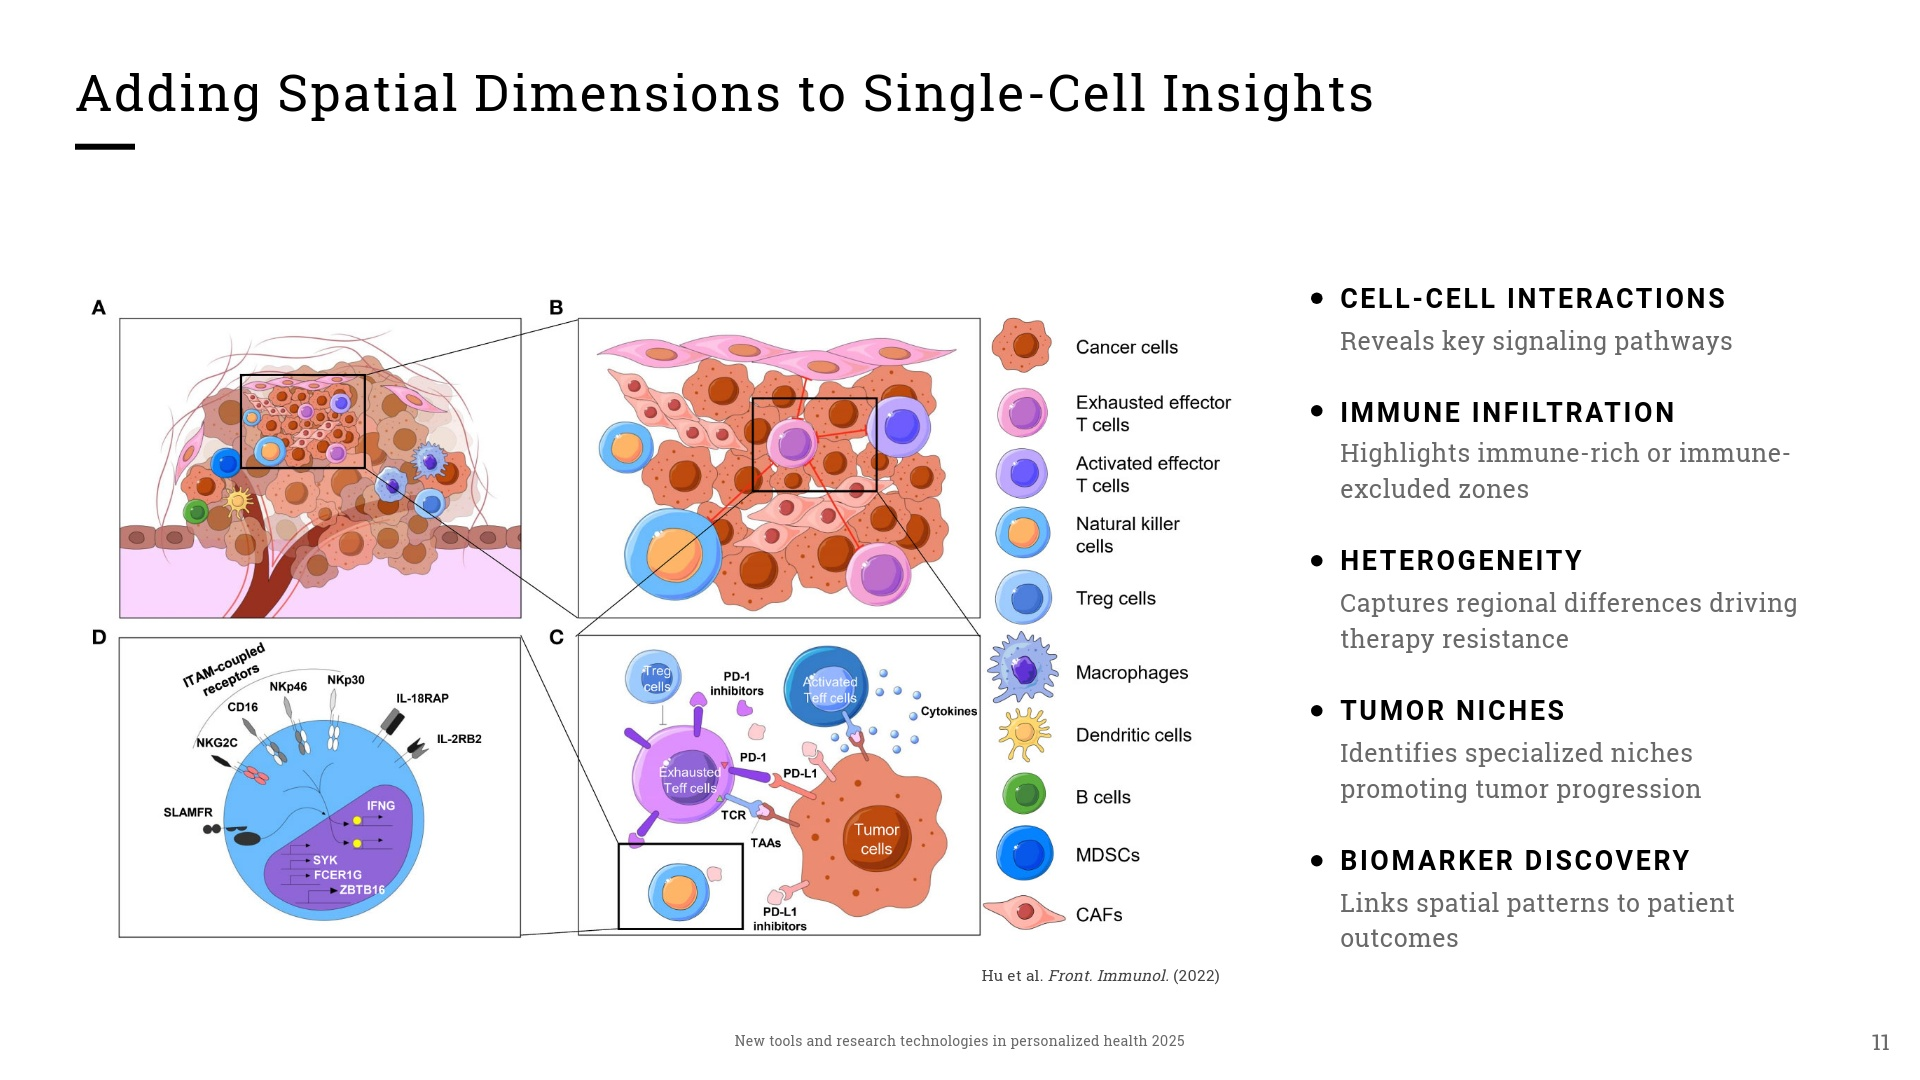 Adding Spatial Dimensions to Single-Cell Insights
A
B
Cancer cells
Exhausted effector
T cells
Activated effector
T cells
Natural killer
cells
Treg cells
Macrophages
Dendritic cells
B cells
MDSCs
CAFs
D
ITAM-coupled
receptors
NKp46
NKp30
CD16
IL-18RAP
NKG2C
IL-2RB2
SLAMFR
IFNG
SYK
FCER1G
ZBTB16
C
Treg
cells
PD-1
inhibitors
Activated
Teff cells
Cytokines
PD-1
PD-L1
Exhausted
Teff cells
TCR
TAAs
Tumor
cells
PD-L1
inhibitors
Hu et al. Front. Immunol. (2022)
• CELL-CELL INTERACTIONS
Reveals key signaling pathways
• IMMUNE INFILTRATION
Highlights immune-rich or immune-
excluded zones
• HETEROGENEITY
Captures regional differences driving
therapy resistance
• TUMOR NICHES
Identifies specialized niches
promoting tumor progression
• BIOMARKER DISCOVERY
Links spatial patterns to patient
outcomes
New tools and research technologies in personalized health 2025
11